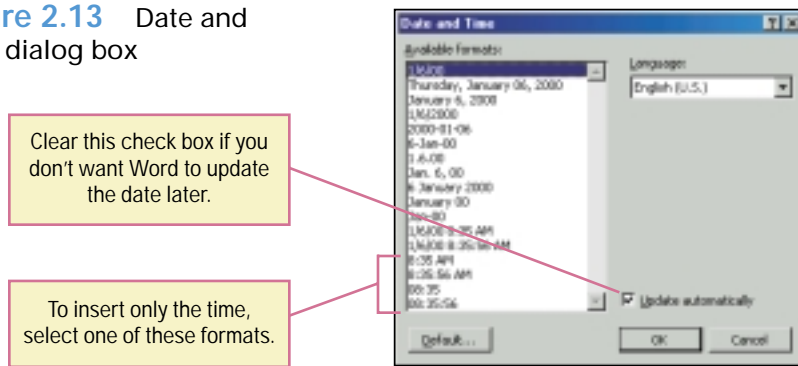 re 2.13 Date and
dialog box
Clear this check box if you
don't want Word to update
the date later.
To insert only the time,
select one of these formats.
Date and Time
Available formats:
1/6/00
Thursday, January 06, 2000
January 6, 2000
1/6/2000
2000-01-06
6-Jan-00
1.6.00
Jan. 6, 00
6 January 2000
January 00
Jan-00
1/6/00 8:35 AM
1/6/00 8:35:56 AM
8:35 AM
8:35:56 AM
08:35
08:35:56
Language:
English (U.S.)
Update automatically
Default...
OK
Cancel